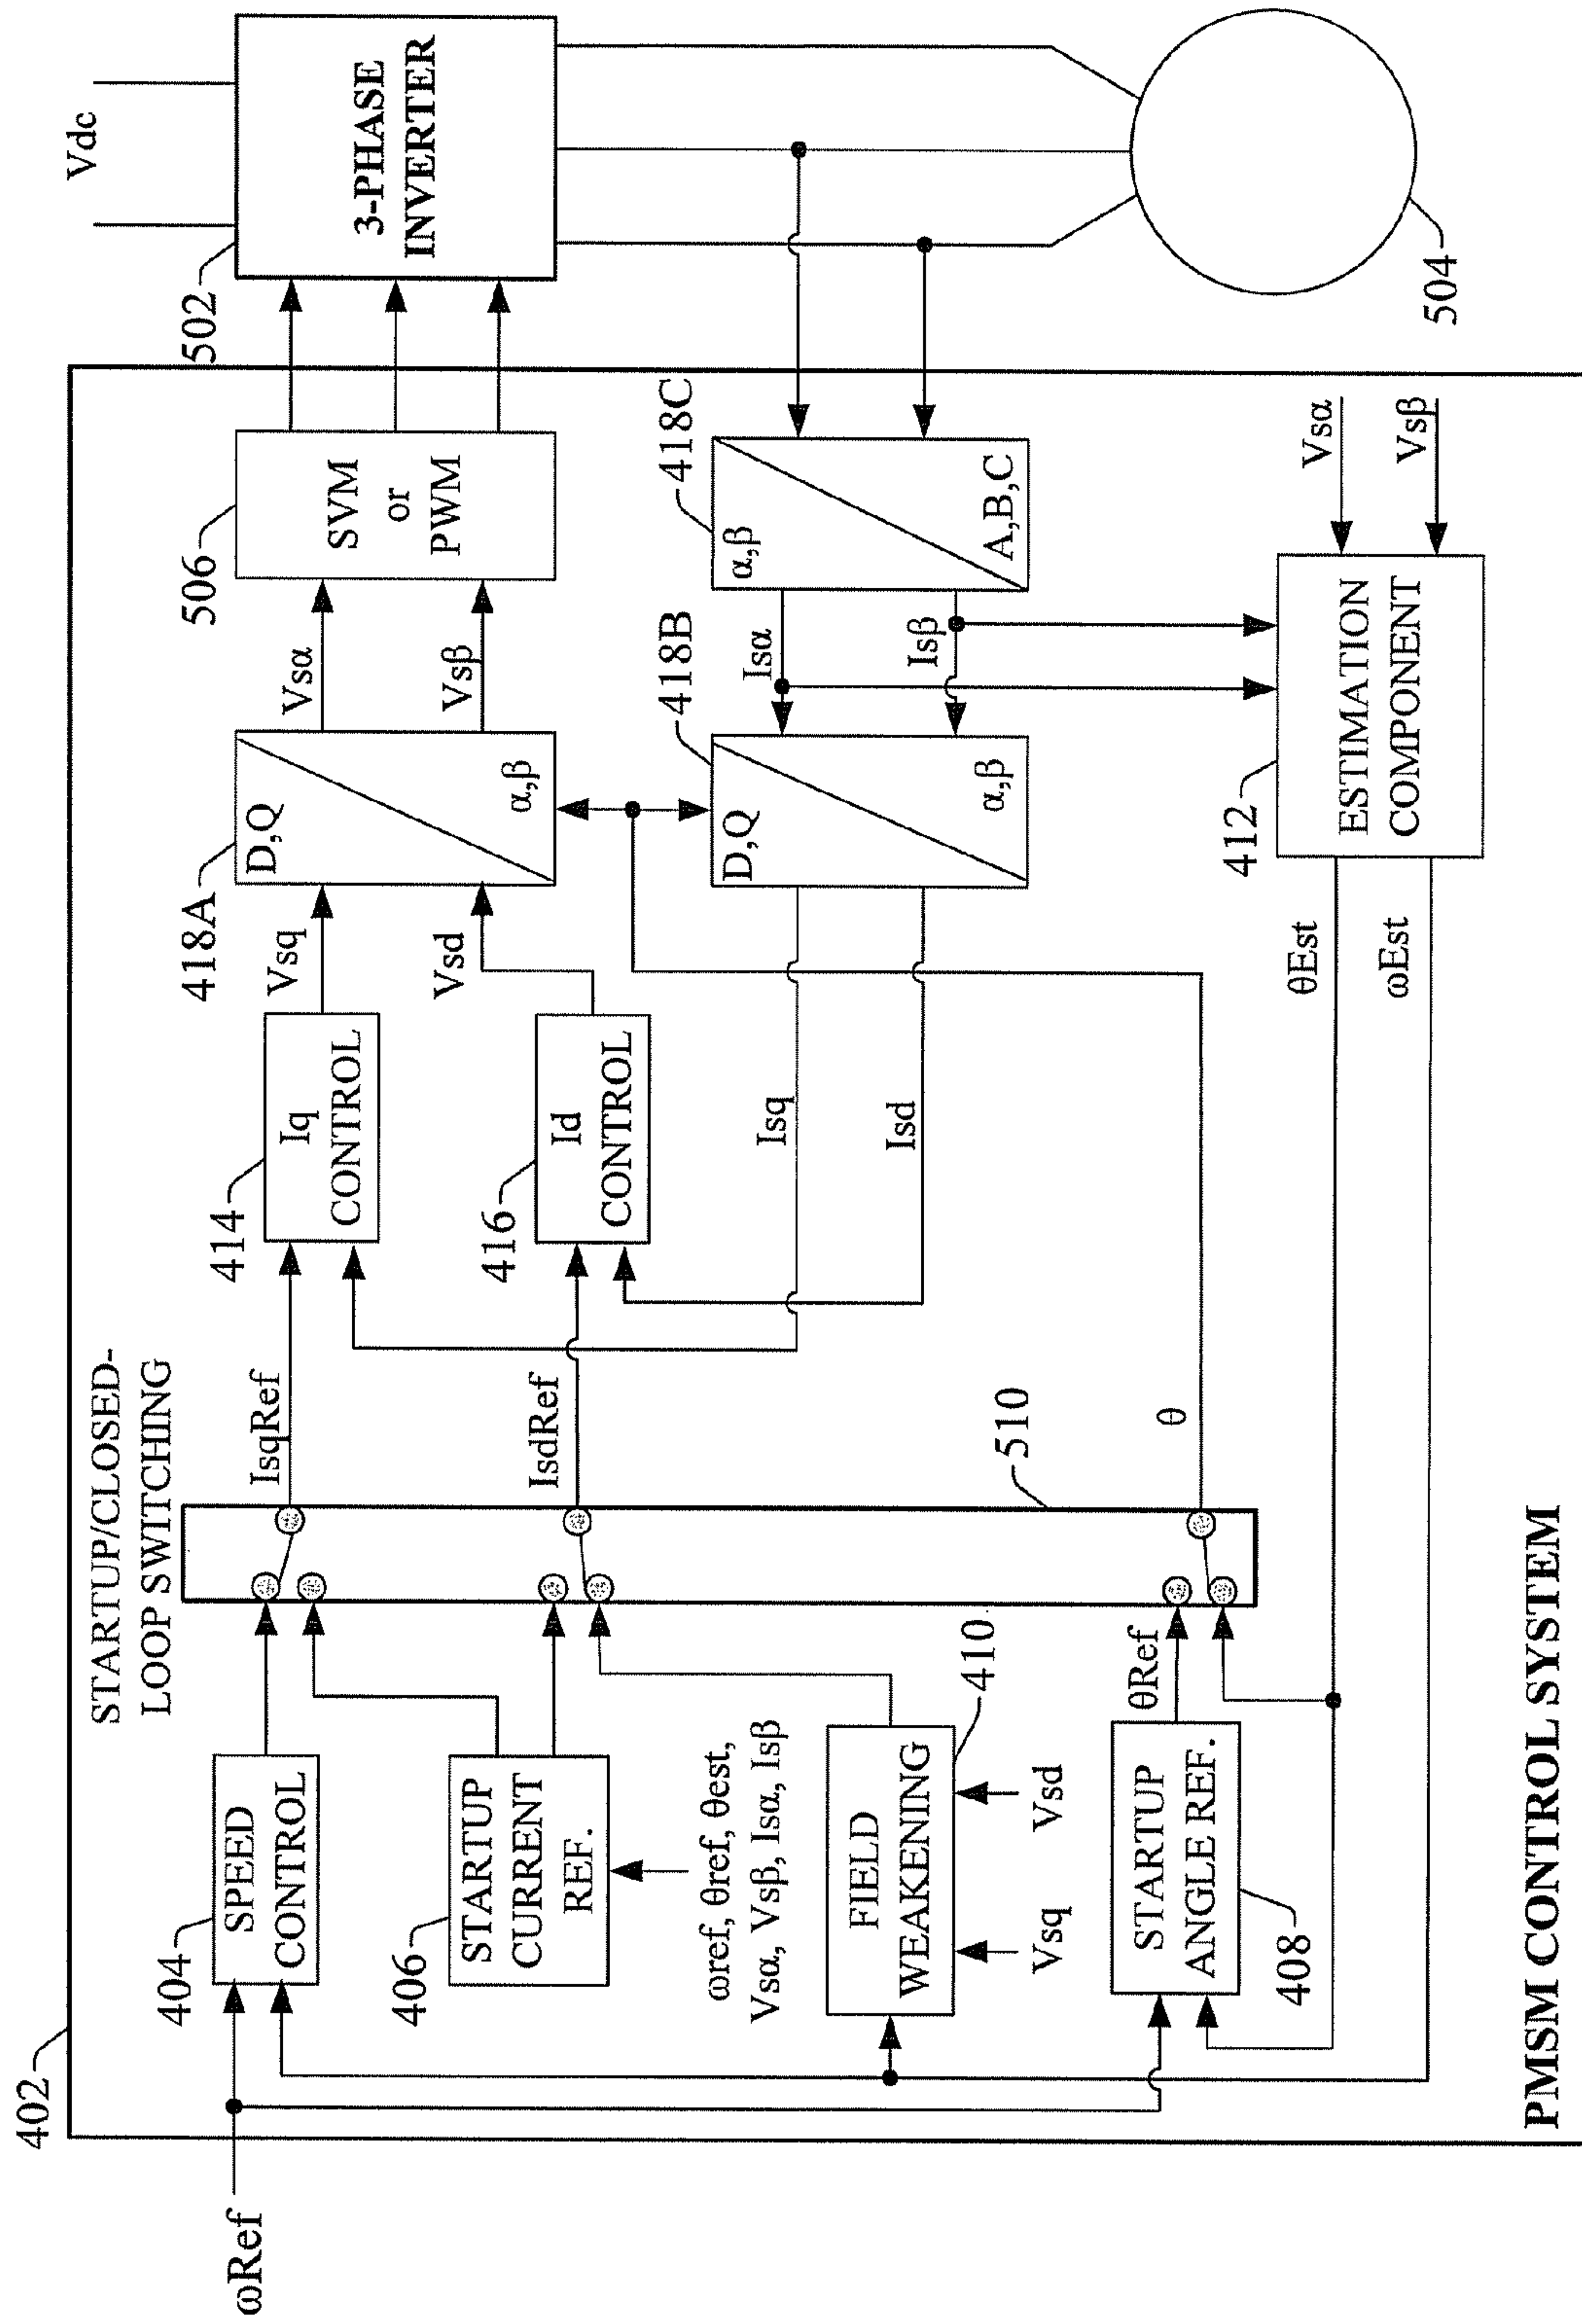 402
ωRef
404
SPEED
CONTROL
STARTUP/CLOSED-
LOOP SWITCHING
406
STARTUP
CURRENT
REF.
ωref, θref, θest,
Vsα, Vsβ, Isα, Isβ
FIELD
WEAKENING
410
Vsq
Vsd
STARTUP
ANGLE REF.
408
θRef
510
IsqRef
IsdRef
θ
414
Iq
CONTROL
416
Id
CONTROL
Isq
Isd
Vsq
Vsd
418A
D,Q
α,β
418B
D,Q
α,β
Vsα
Vsβ
Isα
Isβ
506
SVM
or
PWM
418C
α,β
A,B,C
502
Vdc
3-PHASE
INVERTER
504
412
ESTIMATION
COMPONENT
Vsα
Vsβ
θEst
ωEst
PMSM CONTROL SYSTEM